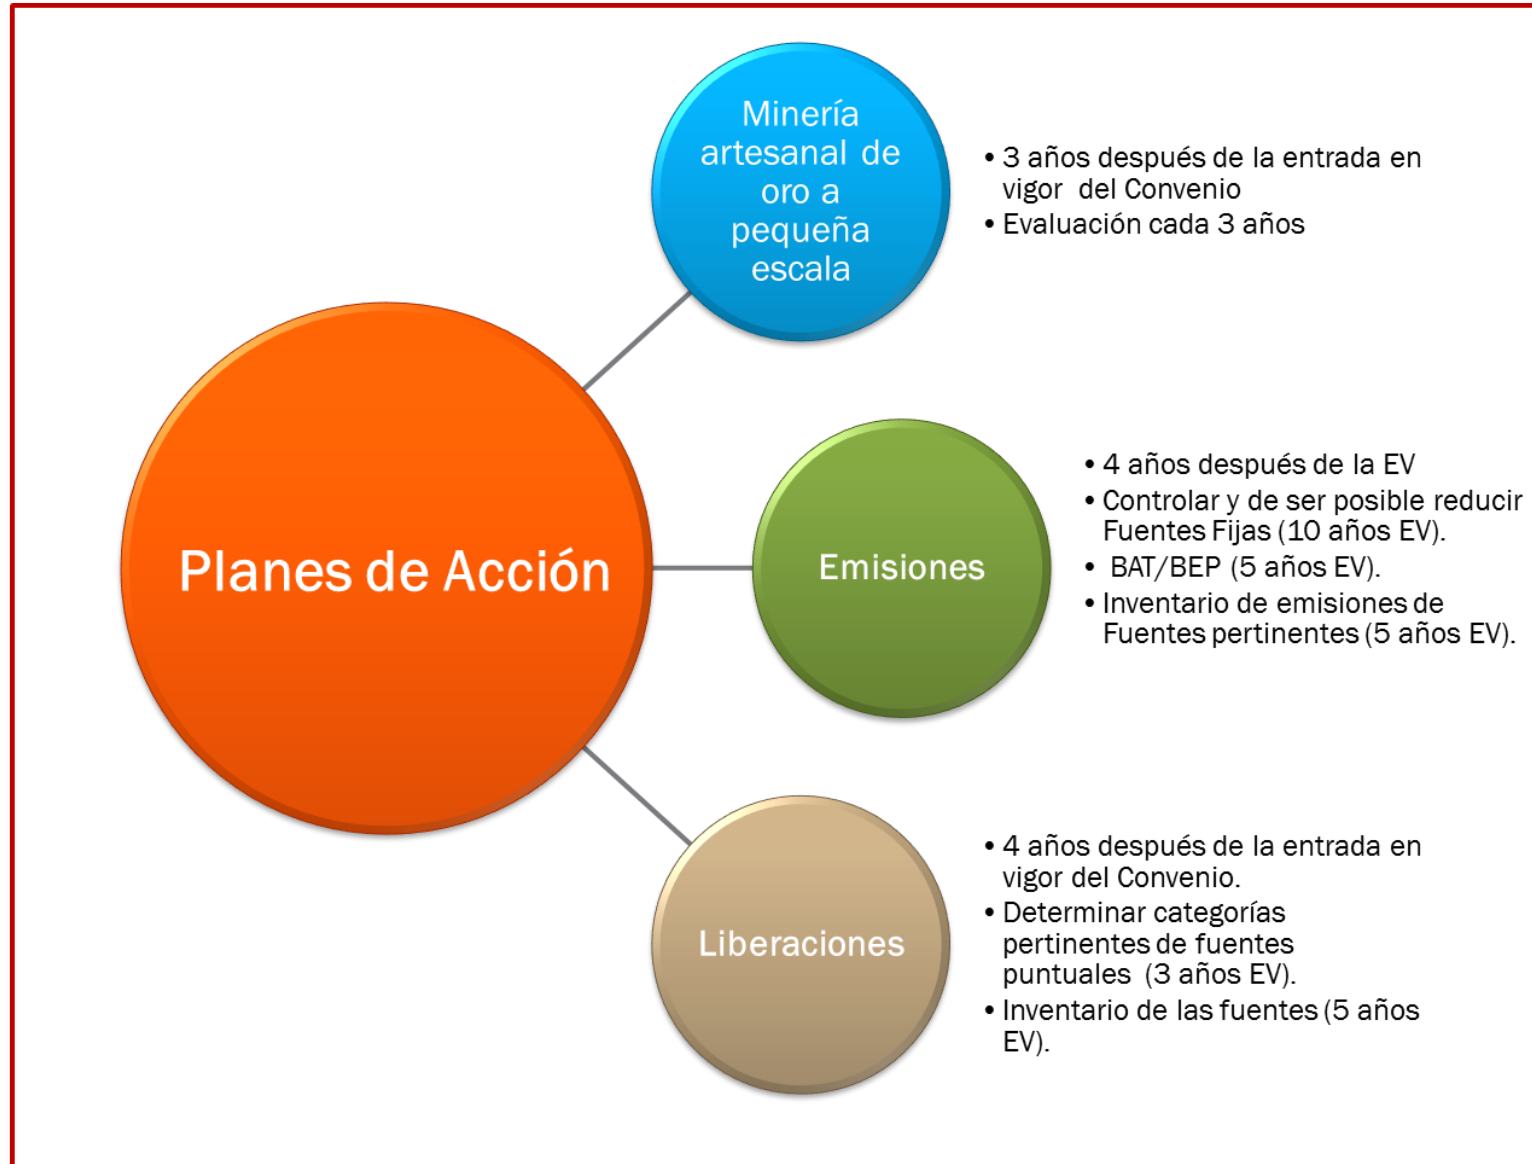 Planes de Acción
Minería
artesanal de
oro a
pequeña
escala
• 3 años después de la entrada en
vigor del Convenio
• Evaluación cada 3 años
Emisiones
• 4 años después de la EV
• Controlar y de ser posible reducir
Fuentes Fijas (10 años EV).
• BAT/BEP (5 años EV).
• Inventario de emisiones de
Fuentes pertinentes (5 años EV).
Liberaciones
• 4 años después de la entrada en
vigor del Convenio.
• Determinar categorías
pertinentes de fuentes
puntuales (3 años EV).
• Inventario de las fuentes (5 años
EV).